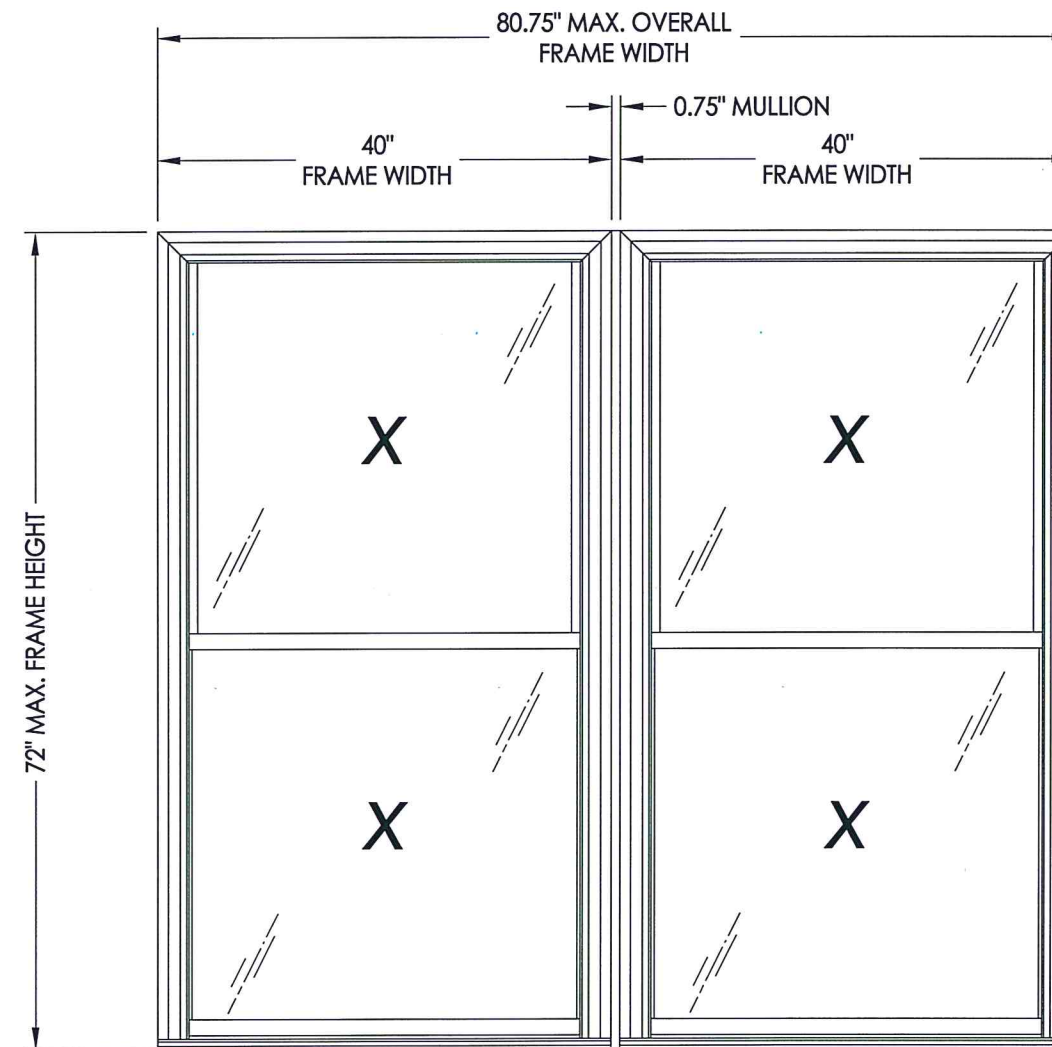 80.75" MAX. OVERALL
FRAME WIDTH
0.75" MULLION
40"
FRAME WIDTH
40"
FRAME WIDTH
72" MAX. FRAME HEIGHT
X
X
X
X